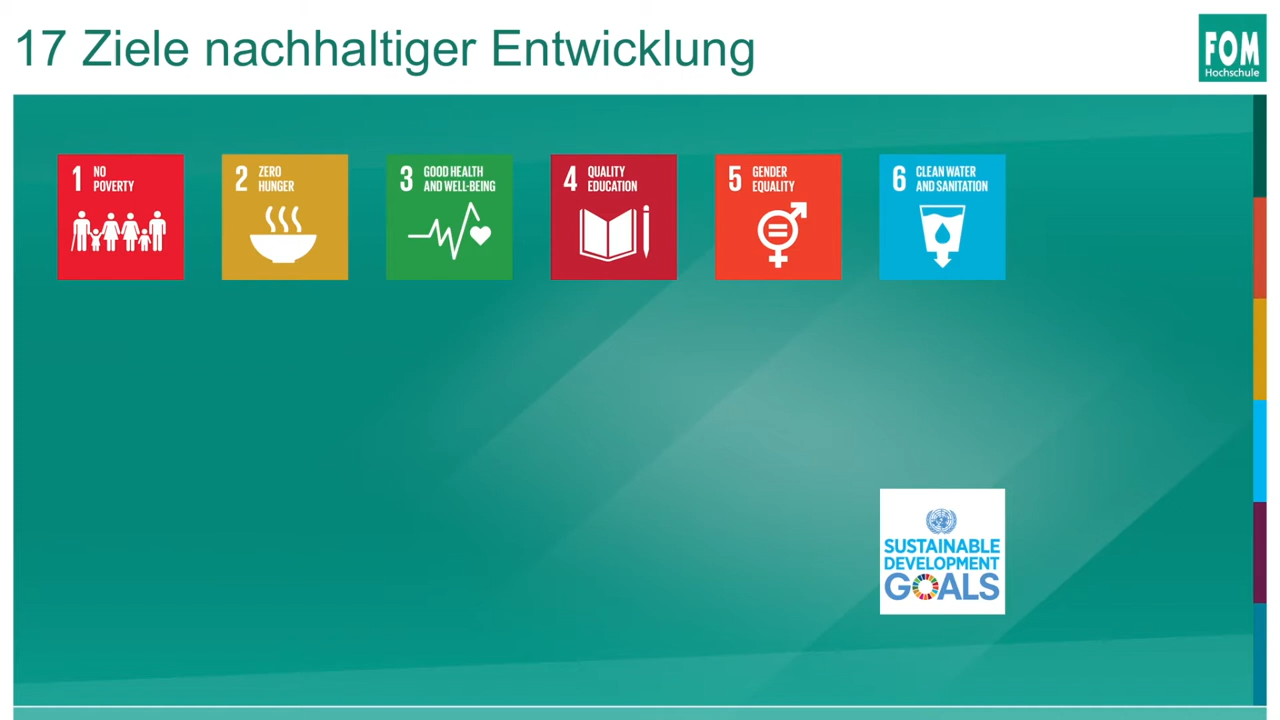 17 Ziele nachhaltiger Entwicklung
FOM
Hochschule
1 NO
POVERTY
2 ZERO
HUNGER
3 GOOD HEALTH
AND WELL-BEING
4 QUALITY
EDUCATION
5 GENDER
EQUALITY
6 CLEAN WATER
AND SANITATION
SUSTAINABLE
DEVELOPMENT
GOALS